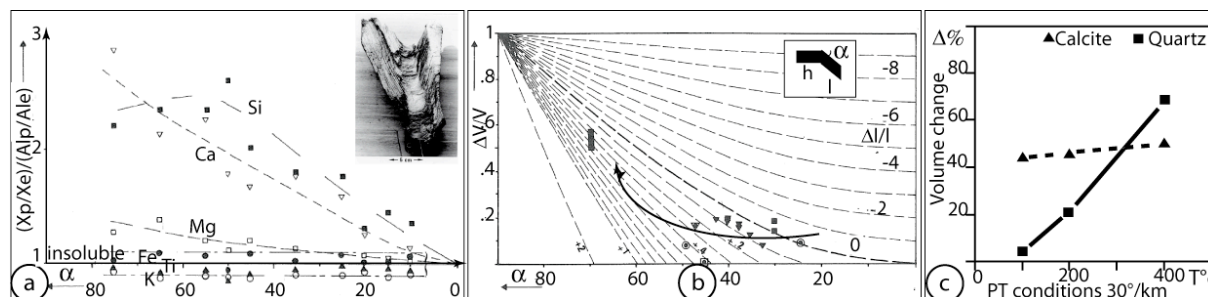 3
2
1
(Xp/Xe)/(Alp/Ale)
Si
Ca
Mg
insoluble
Fe
Ti
K
a
α
80
60
40
20
0
1
.8
.6
.4
.2
ΔV/V
h
α
l
-8
-6
Δl/l
-4
-2
0
α
80
60
40
20
b
Δ%
Calcite
Quartz
80
60
40
20
Volume change
c
100
200
400
T°
PT conditions 30°/km